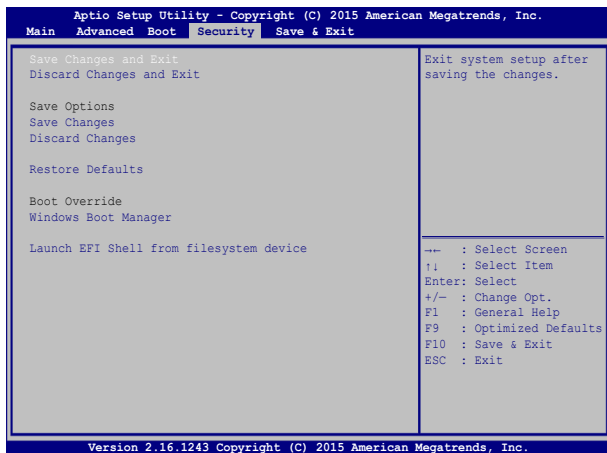 Aptio Setup Utility - Copyright (C) 2015 American Megatrends, Inc.
Main Advanced Boot Security Save & Exit
Save Changes and Exit
Discard Changes and Exit
Save Options
Save Changes
Discard Changes
Restore Defaults
Boot Override
Windows Boot Manager
Launch EFI Shell from filesystem device
Exit system setup after
saving the changes.
→← : Select Screen
↑↓ : Select Item
Enter: Select
+/— : Change Opt.
F1 : General Help
F9 : Optimized Defaults
F10 : Save & Exit
ESC : Exit
Version 2.16.1243 Copyright (C) 2015 American Megatrends, Inc.